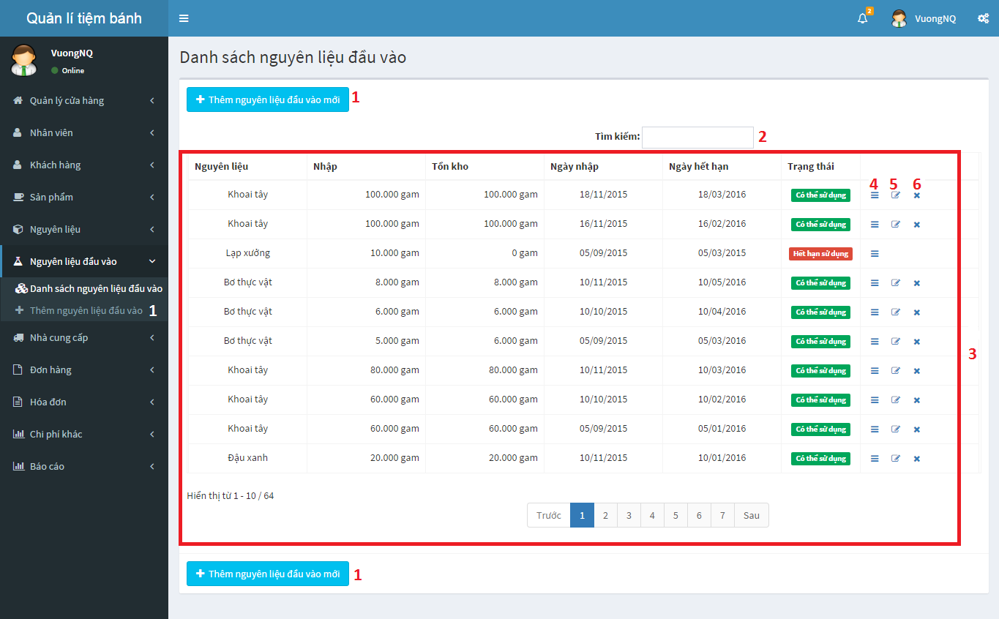 Quản lí tiệm bánh
2
VuongNQ
VuongNQ
Online
Quản lý cửa hàng
Nhân viên
Khách hàng
Sản phẩm
Nguyên liệu
Nguyên liệu đầu vào
Danh sách nguyên liệu đầu vào
Thêm nguyên liệu đầu vào 1
Nhà cung cấp
Đơn hàng
Hóa đơn
Chi phí khác
Báo cáo
Danh sách nguyên liệu đầu vào
Thêm nguyên liệu đầu vào mới 1
Tìm kiếm: 2
Nguyên liệu Nhập Tồn kho Ngày nhập Ngày hết hạn Trạng thái
4 5 6
Khoai tây 100.000 gam 100.000 gam 18/11/2015 18/03/2016 Có thể sử dụng
Khoai tây 100.000 gam 100.000 gam 16/11/2015 16/02/2016 Có thể sử dụng
Lạp xưởng 10.000 gam 0 gam 05/09/2015 05/03/2015 Hết hạn sử dụng
Bơ thực vật 8.000 gam 8.000 gam 10/11/2015 10/05/2016 Có thể sử dụng
Bơ thực vật 6.000 gam 6.000 gam 10/10/2015 10/04/2016 Có thể sử dụng
Bơ thực vật 5.000 gam 6.000 gam 05/09/2015 05/03/2016 Có thể sử dụng
3
Khoai tây 80.000 gam 80.000 gam 10/11/2015 10/03/2016 Có thể sử dụng
Khoai tây 60.000 gam 60.000 gam 10/10/2015 10/02/2016 Có thể sử dụng
Khoai tây 60.000 gam 60.000 gam 05/09/2015 05/01/2016 Có thể sử dụng
Đậu xanh 20.000 gam 20.000 gam 10/11/2015 10/01/2016 Có thể sử dụng
Hiển thị từ 1 - 10 / 64
Trước 1 2 3 4 5 6 7 Sau
Thêm nguyên liệu đầu vào mới 1